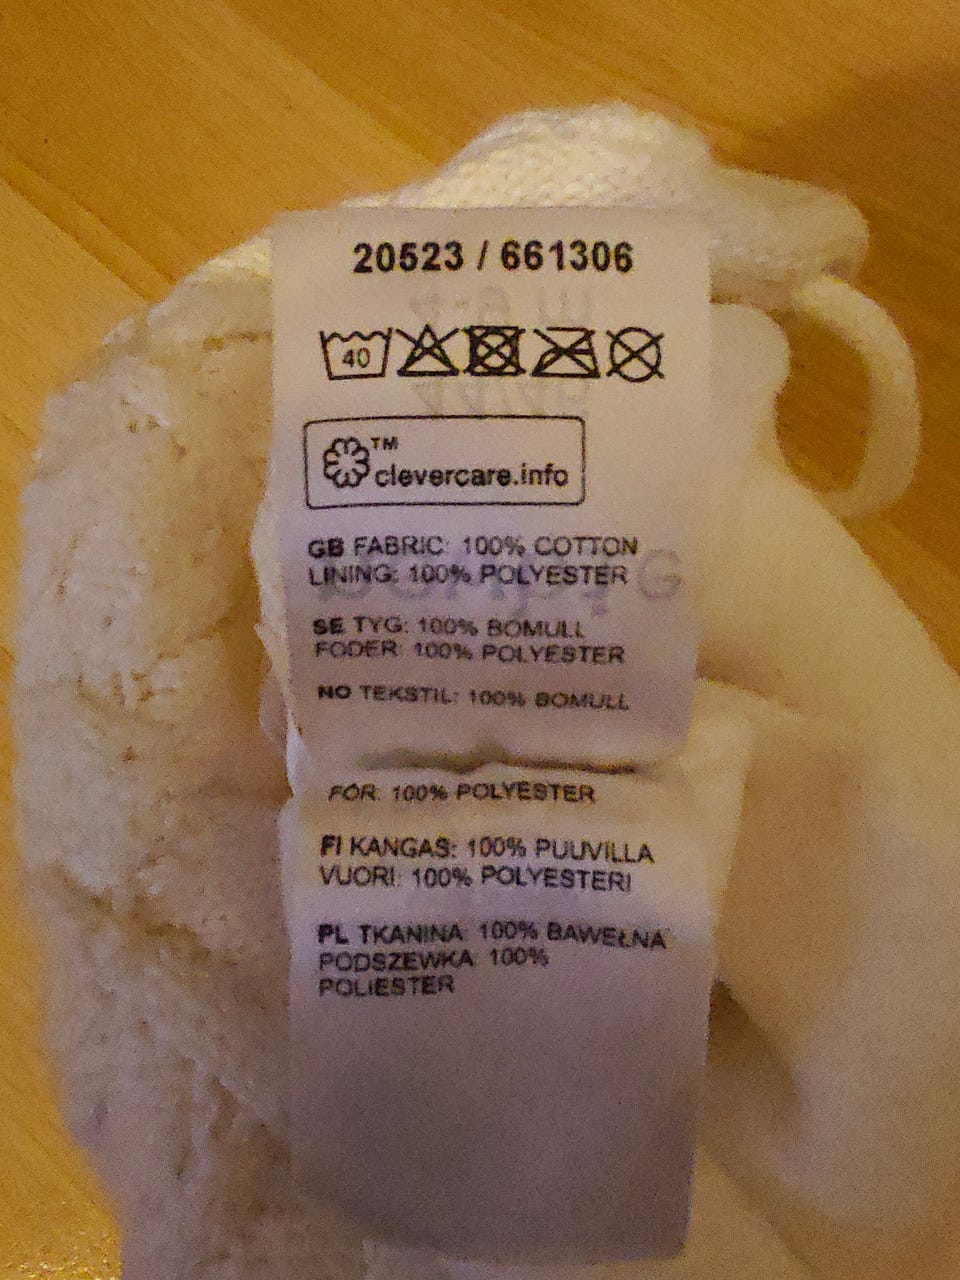 20523 / 661306
40
TM
clevercare.info
GB FABRIC: 100% COTTON
LINING: 100% POLYESTER
SE TYG: 100% BOMULL
FODER: 100% POLYESTER
NO TEKSTIL: 100% BOMULL
FÔR: 100% POLYESTER
FI KANGAS: 100% PUUVILLA
VUORI: 100% POLYESTERI
PL TKANINA: 100% BAWEŁNA
PODSZEWKA: 100%
POLIESTER